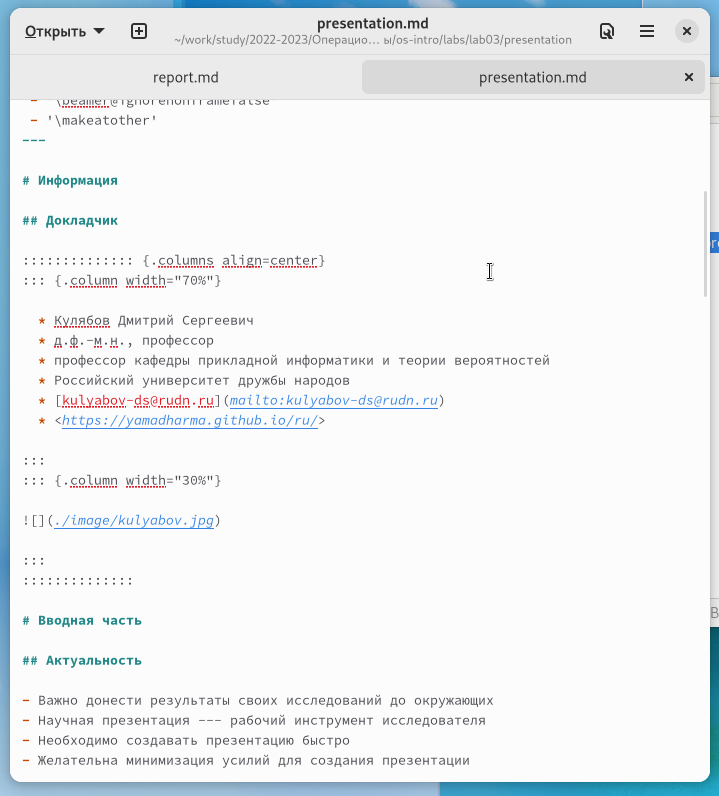 Открыть
presentation.md
~/work/study/2022-2023/Операцио… ы/os-intro/labs/lab03/presentation
report.md
presentation.md
- '\beamer@ignorenonframefalse'
- '\makeatother'
---
# Информация
## Докладчик
:::::::::::::: {.columns align=center}
::: {.column width="70%"}
* Кулябов Дмитрий Сергеевич
* д.ф.-м.н., профессор
* профессор кафедры прикладной информатики и теории вероятностей
* Российский университет дружбы народов
* [kulyabov-ds@rudn.ru](mailto:kulyabov-ds@rudn.ru)
* <https://yamadharma.github.io/ru/>
:::
::: {.column width="30%"}
![](./image/kulyabov.jpg)
:::
::::::::::::::
# Вводная часть
## Актуальность
- Важно донести результаты своих исследований до окружающих
- Научная презентация --- рабочий инструмент исследователя
- Необходимо создавать презентацию быстро
- Желательна минимизация усилий для создания презентации